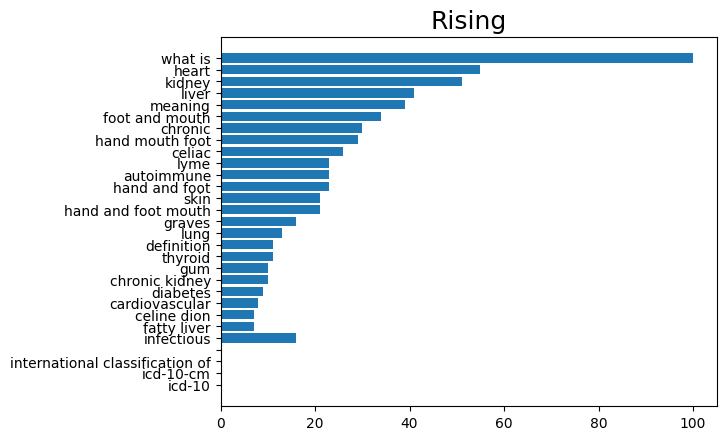 Rising
what is
heart
kidney
liver
meaning
foot and mouth
chronic
hand mouth foot
celiac
lyme
autoimmune
hand and foot
skin
hand and foot mouth
graves
lung
definition
thyroid
gum
chronic kidney
diabetes
cardiovascular
celine dion
fatty liver
infectious
international classification of
icd-10-cm
icd-10
0 20 40 60 80 100